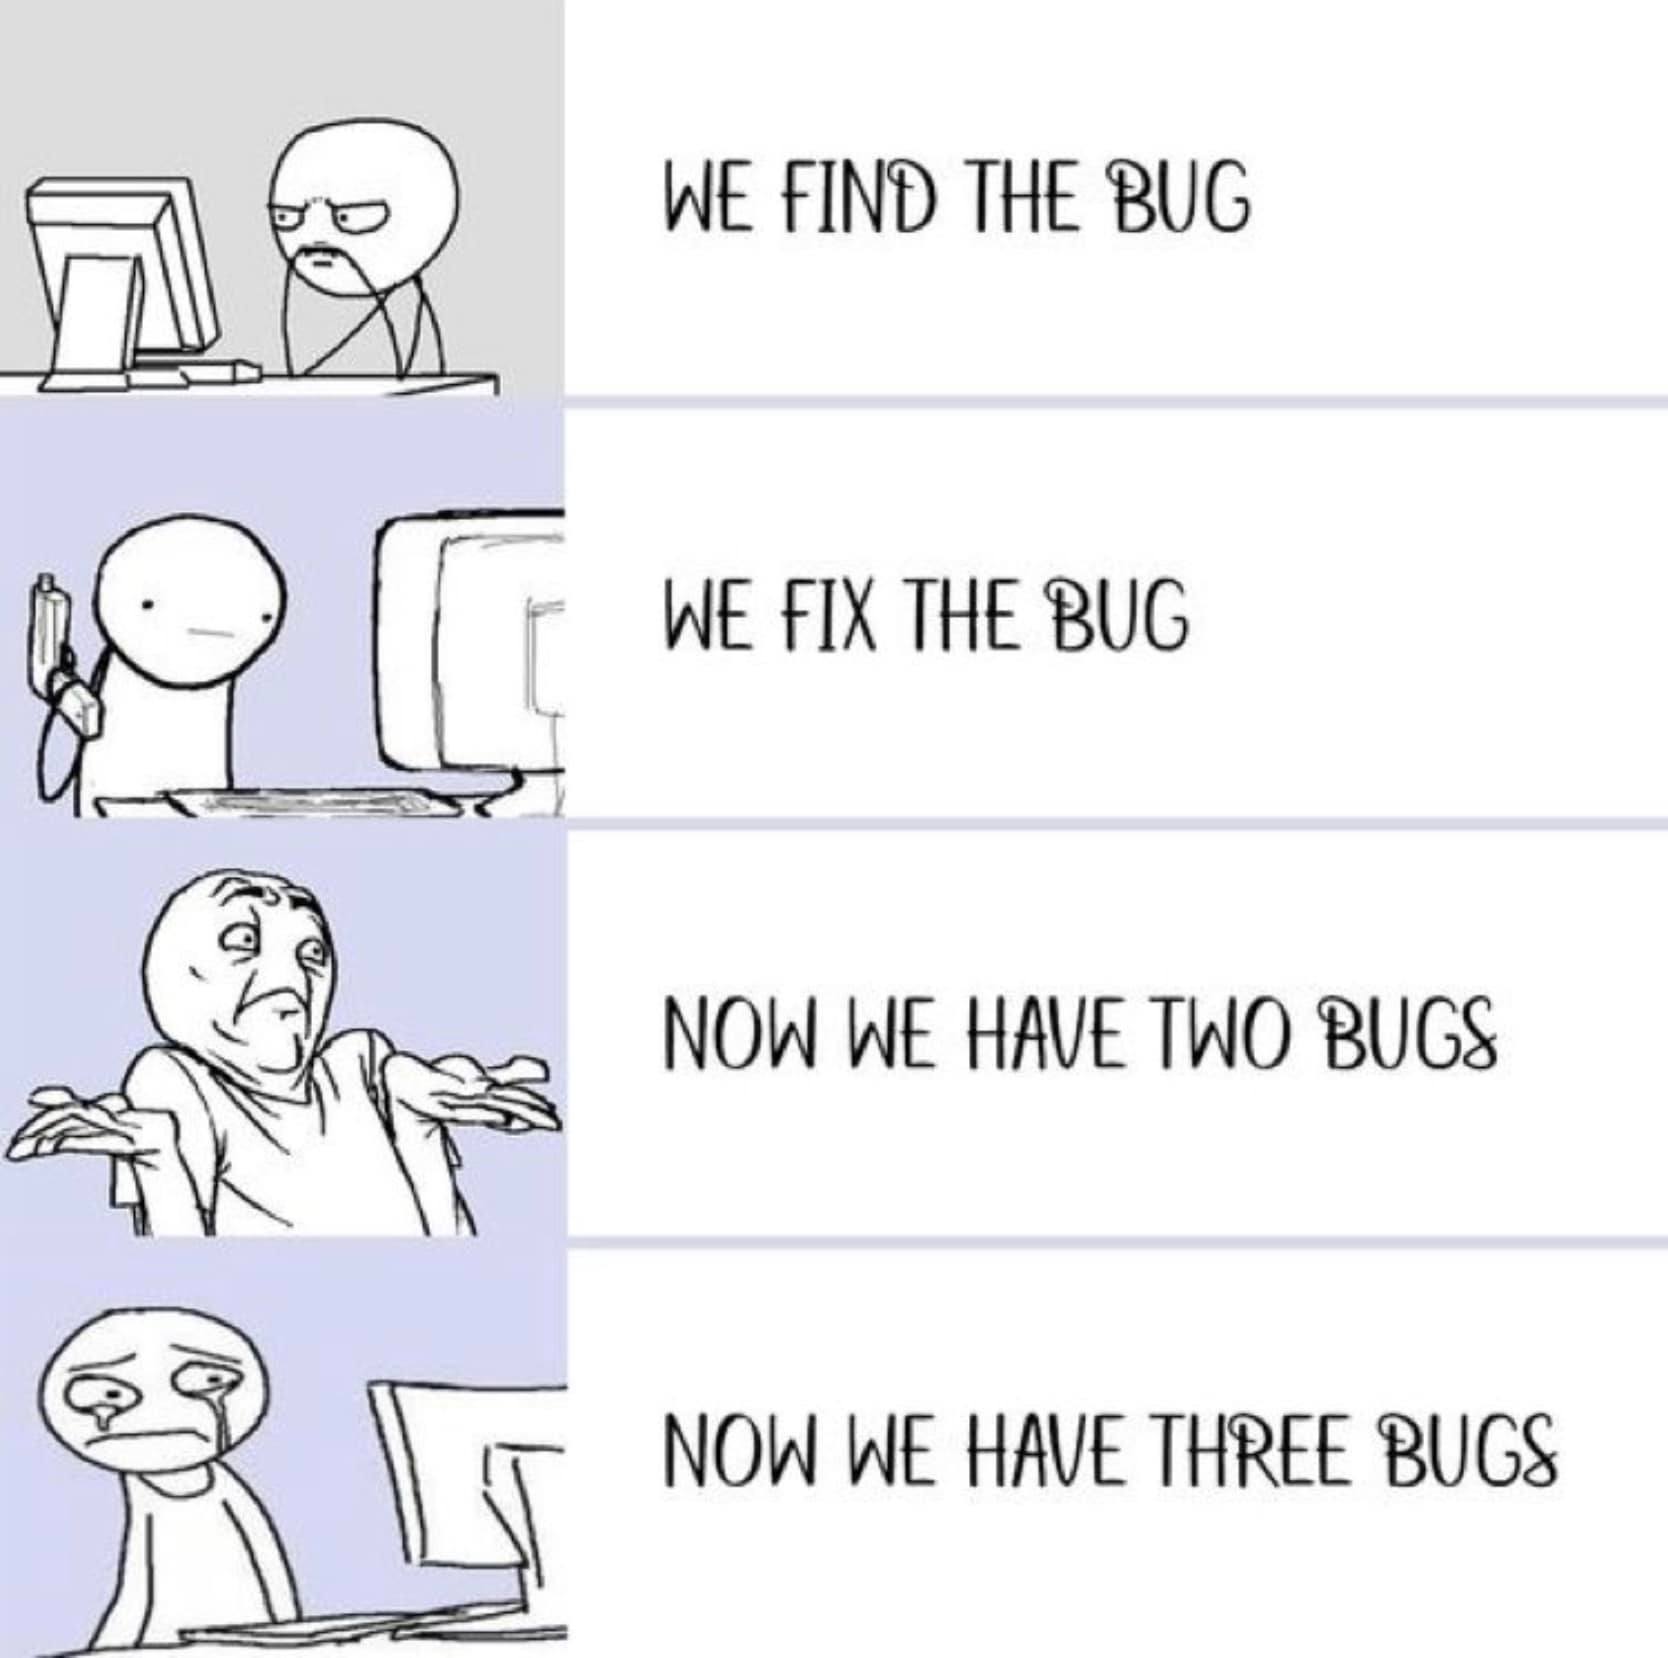 WE FIND THE BUG
WE FIX THE BUG
NOW WE HAVE TWO BUGS
NOW WE HAVE THREE BUGS